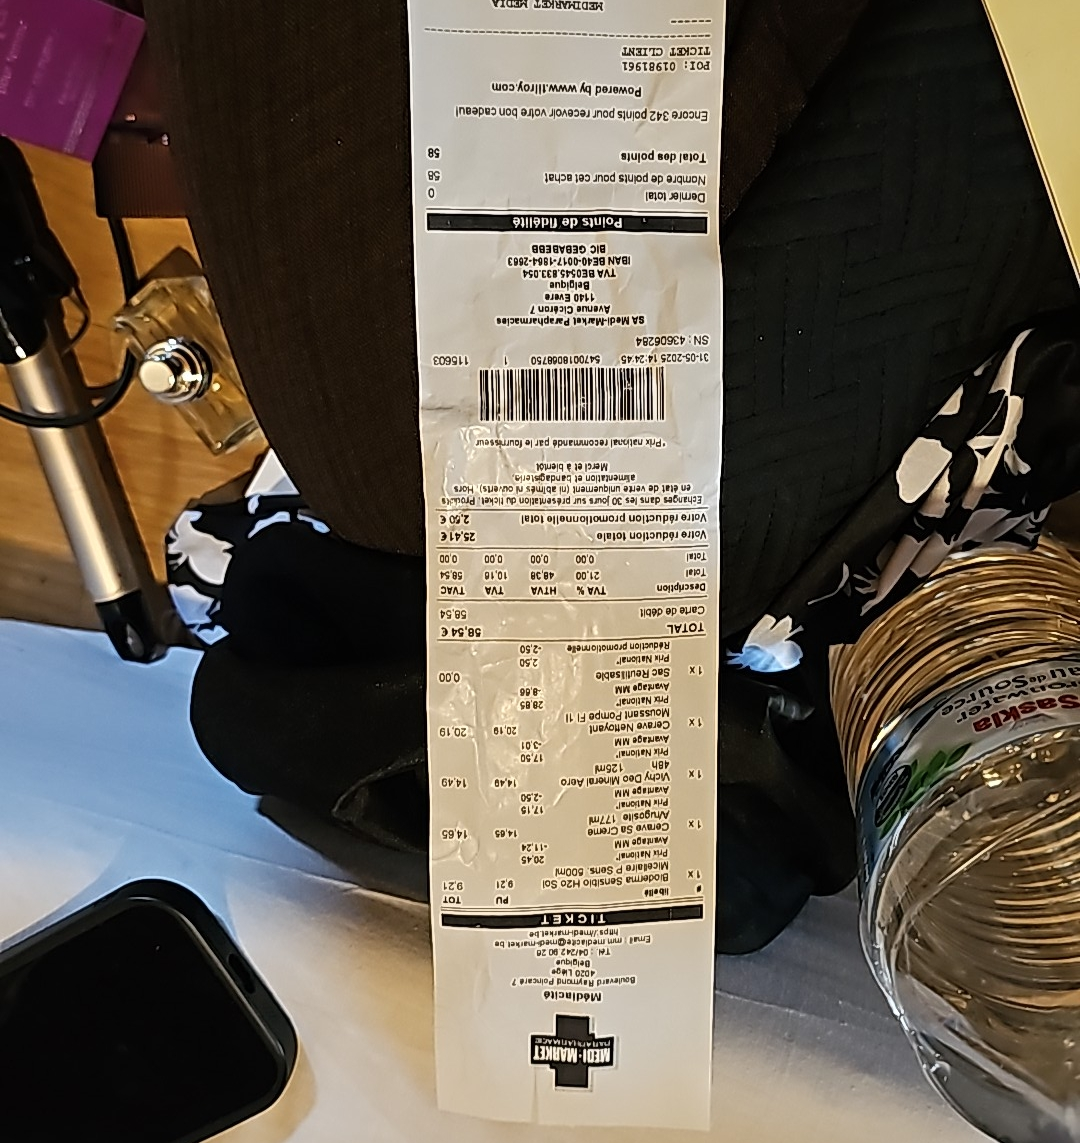 MEDI-MARKET
PARAPHARMACIE
Médiacité
Boulevard Raymond Poincaré 7
4020 Liège
Belgique
Tél. : 04/242 90 26
Email : mm.mediacite@medi-market.be
https://medi-market.be
TICKET
# libellé PU TOT
1 x Bioderma Sensibio H2o Sol 9,21 9,21
Micellaire P Sens. 500ml
Prix National* 20,45
Avantage MM -11,24
1 x Cerave Sa Creme 14,65 14,65
A/rugosite 177ml
Prix National* 17,15
Avantage MM -2,50
1 x Vichy Deo Mineral Aero 14,49 14,49
48h 125ml
Prix National* 17,50
Avantage MM -3,01
1 x Cerave Nettoyant 20,19 20,19
Moussant Pompe Fl 1l
Prix National* 28,85
Avantage MM -8,66
1 x Sac Reutilisable 0,00
Prix National* 2,50
Réduction promotionnelle -2,50
TOTAL 58,54 €
Carte de débit 58,54
Description TVA % HTVA TVA TVAC
Total 21,00 48,38 10,16 58,54
Total 0,00 0,00 0,00 0,00
Votre réduction totale 25,41 €
Votre réduction promotionnelle total 2,50 €
Echanges dans les 30 jours sur présentation du ticket. Produits
en état de vente uniquement (ni abîmés ni ouverts). Hors
alimentation et bandagisterie.
Merci et à bientôt
*Prix national recommandé par le fournisseur
31-05-2025 14:24:45 5470018068750 1 115603
SN : 43606284
SA Medi-Market Parapharmacies
Avenue Cicéron 7
1140 Evere
Belgique
TVA BE0545.833.054
IBAN BE40-0017-1864-2663
BIC GEBABEBB
Points de fidélité
Dernier total 0
Nombre de points pour cet achat 58
Total des points 58
Encore 342 points pour recevoir votre bon cadeau!
Powered by www.tilroy.com
POI: 01981961
TICKET CLIENT
MEDIMARKET MEDIA
Saskia
Bronwater
Eau de Source